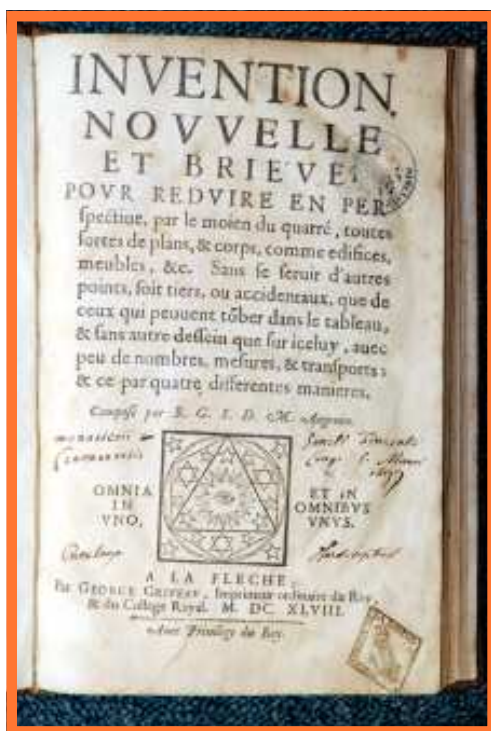 INVENTION
NOVVELLE
ET BRIEVE,
POVR REDVIRE EN PER
spectiue, par le moien du quarré, toutes
sortes de plans, & corps, comme edifices,
meubles, &c. Sans se seruir d'autres
points, soit tiers, ou accidentaux, que de
ceux qui peuuent tõber dans le tableau,
& sans autre dessein que sur iceluy, auec
peu de nombres, mesures, & transports:
& ce par quatre differentes manieres.
Composé par R. G. S. D. M. Angeuin.
OMNIA
IN
VNO,
ET IN
OMNIBVS
VNVS.
A LA FLECHE,
Par GEORGE GRIVEAV, Imprimeur ordinaire du Roy,
& du College Royal. M. DC XLVIII.
Auec Priuilege du Roy.